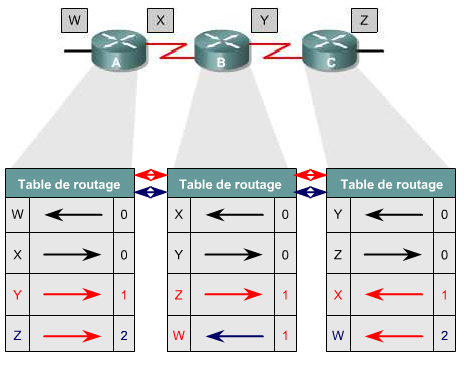 W X Y Z
A B C
Table de routage Table de routage Table de routage
W 0 X 0 Y 0
X 0 Y 0 Z 0
Y 1 Z 1 X 1
Z 2 W 1 W 2